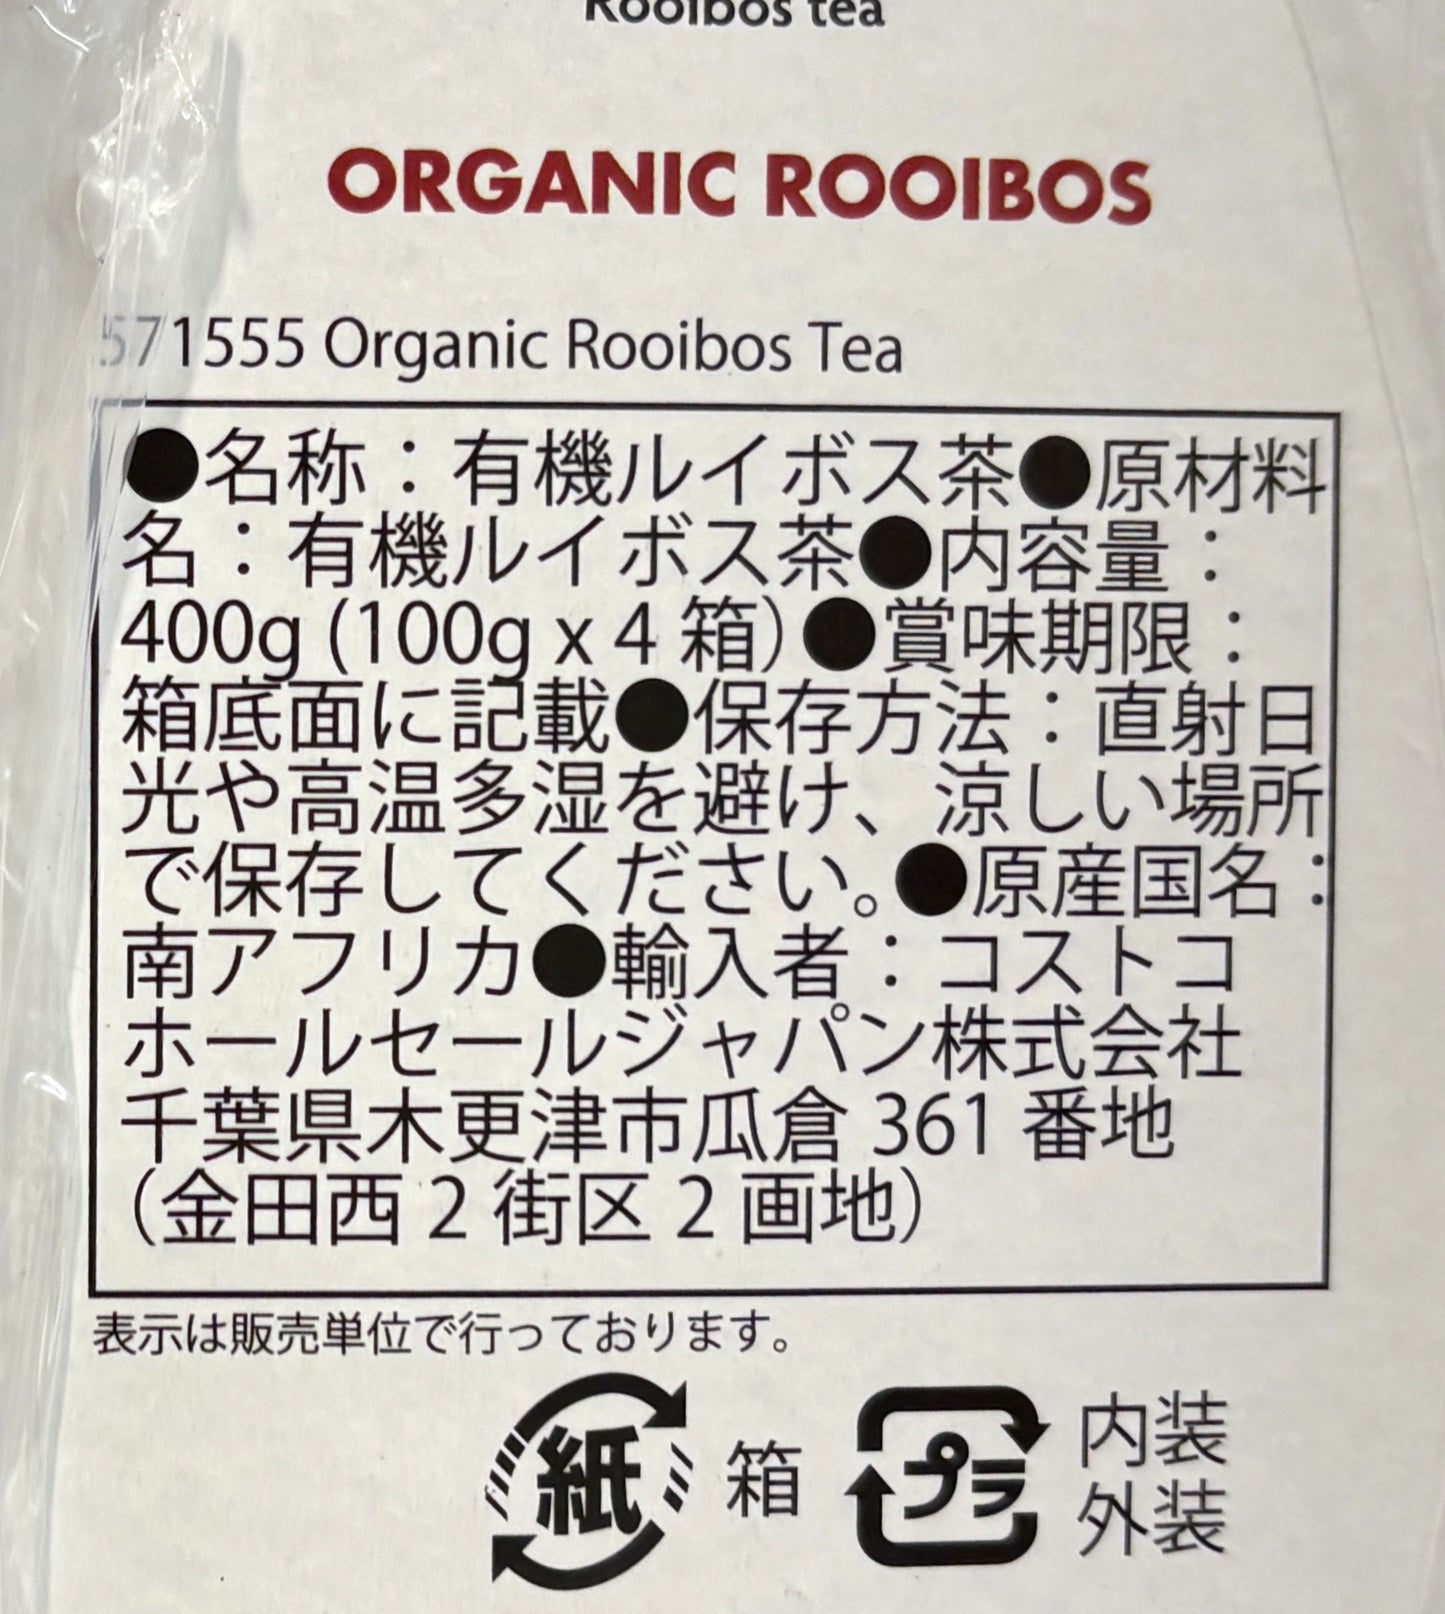 Rooibos tea
ORGANIC ROOIBOS
571555 Organic Rooibos Tea
●名称：有機ルイボス茶●原材料
名：有機ルイボス茶●内容量：
400g (100g x 4 箱)●賞味期限：
箱底面に記載●保存方法：直射日
光や高温多湿を避け、涼しい場所
で保存してください。●原産国名：
南アフリカ●輸入者：コストコ
ホールセールジャパン株式会社
千葉県木更津市瓜倉 361 番地
（金田西 2 街区 2 画地）
表示は販売単位で行っております。
紙 箱 プラ 内装
外装